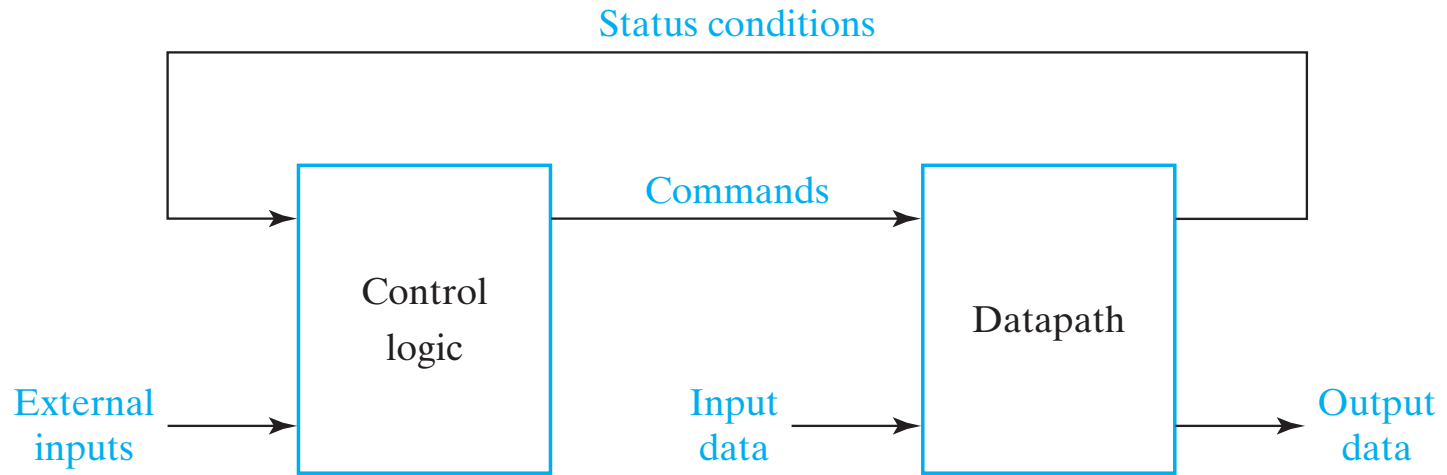 Status conditions
Commands
Control
logic
Datapath
External
inputs
Input
data
Output
data